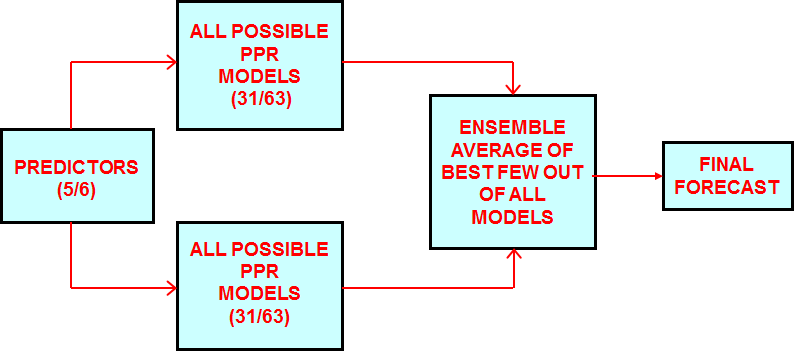 ALL POSSIBLE
PPR
MODELS
(31/63)
PREDICTORS
(5/6)
ALL POSSIBLE
PPR
MODELS
(31/63)
ENSEMBLE
AVERAGE OF
BEST FEW OUT
OF ALL
MODELS
FINAL
FORECAST